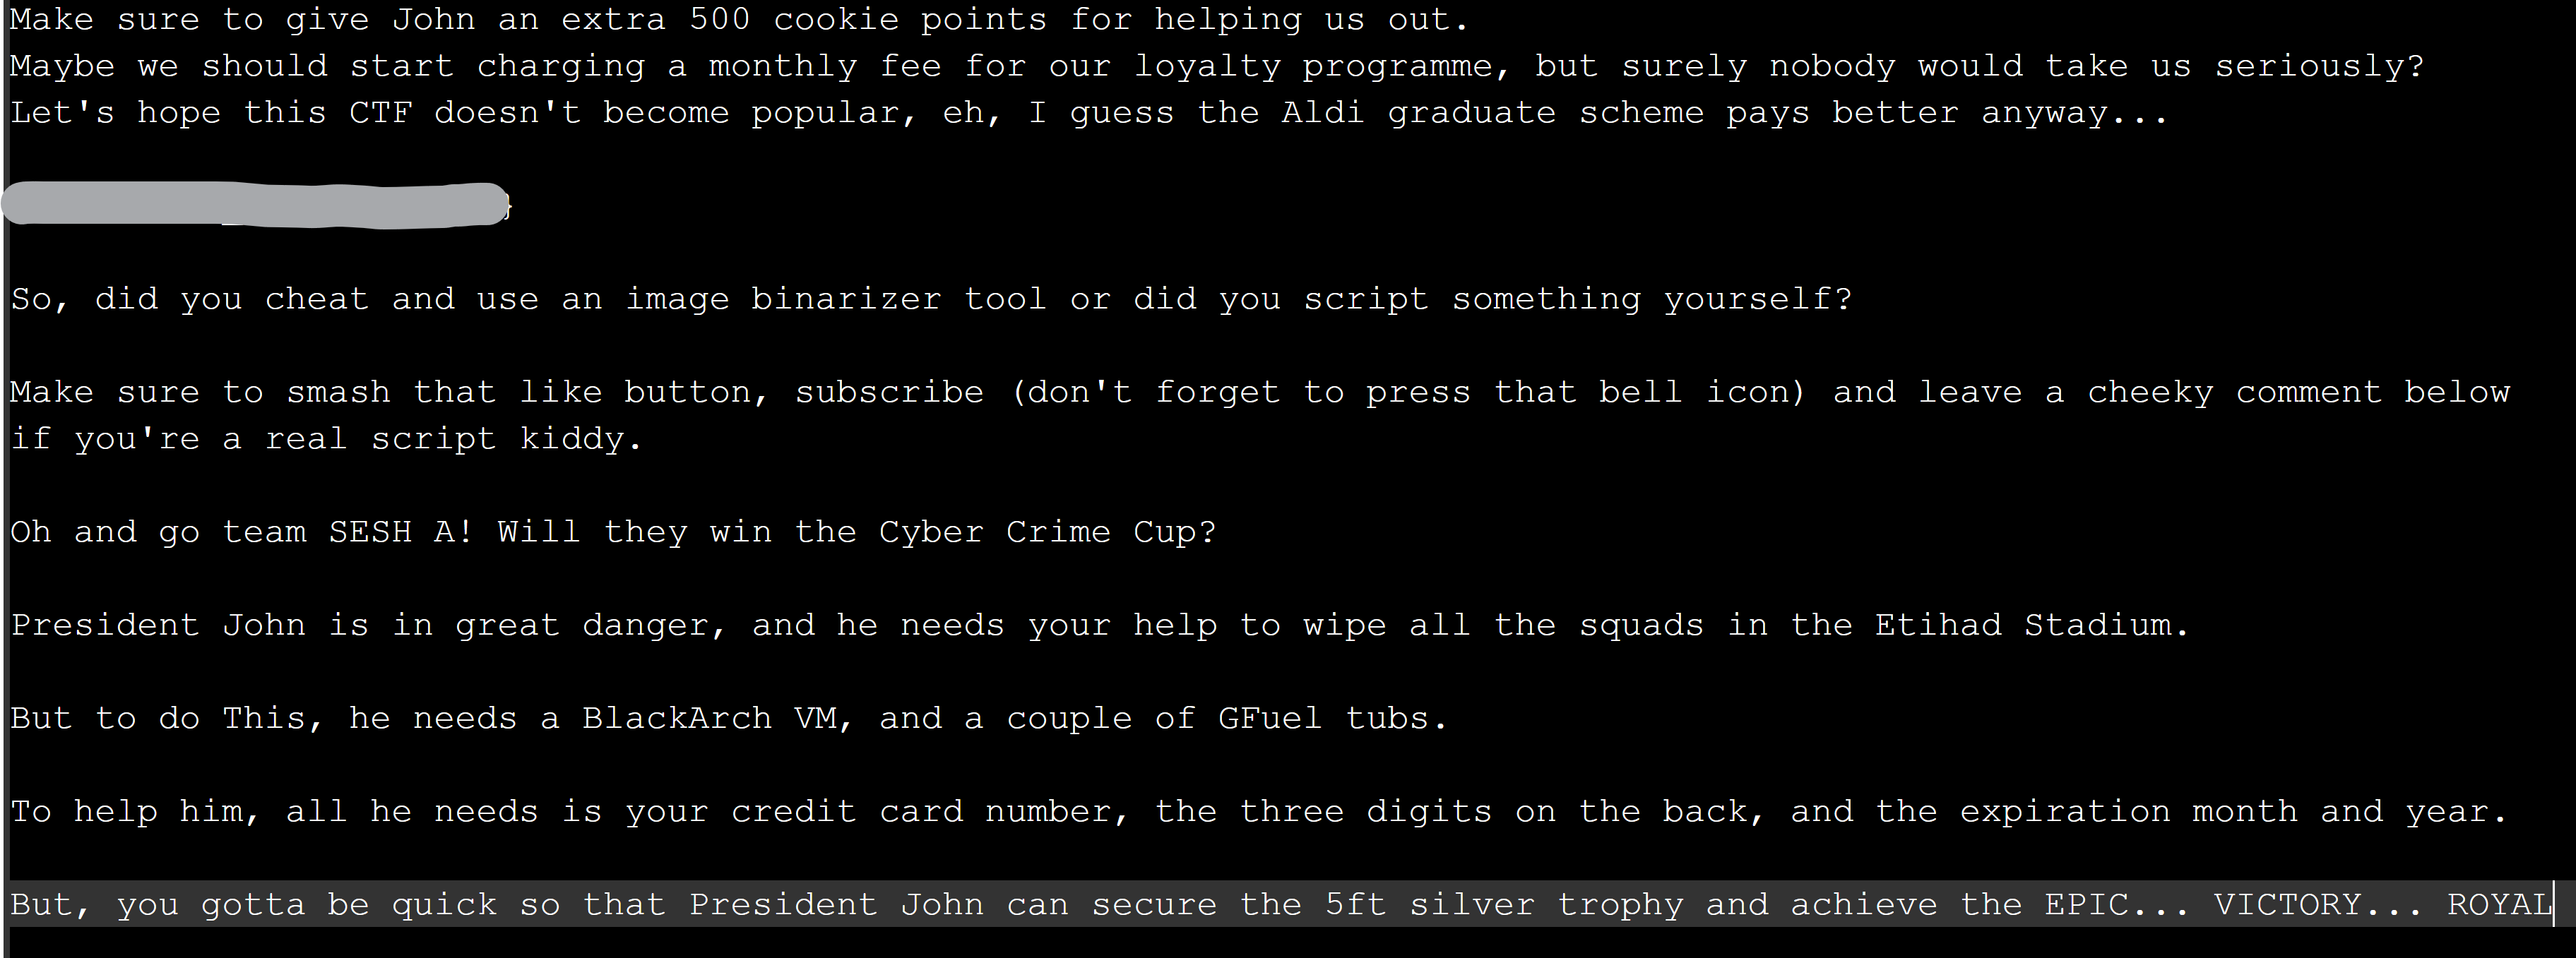 Make sure to give John an extra 500 cookie points for helping us out.
Maybe we should start charging a monthly fee for our loyalty programme, but surely nobody would take us seriously?
Let's hope this CTF doesn't become popular, eh, I guess the Aldi graduate scheme pays better anyway...
}
So, did you cheat and use an image binarizer tool or did you script something yourself?
Make sure to smash that like button, subscribe (don't forget to press that bell icon) and leave a cheeky comment below
if you're a real script kiddy.
Oh and go team SESH A! Will they win the Cyber Crime Cup?
President John is in great danger, and he needs your help to wipe all the squads in the Etihad Stadium.
But to do This, he needs a BlackArch VM, and a couple of GFuel tubs.
To help him, all he needs is your credit card number, the three digits on the back, and the expiration month and year.
But, you gotta be quick so that President John can secure the 5ft silver trophy and achieve the EPIC... VICTORY... ROYAL